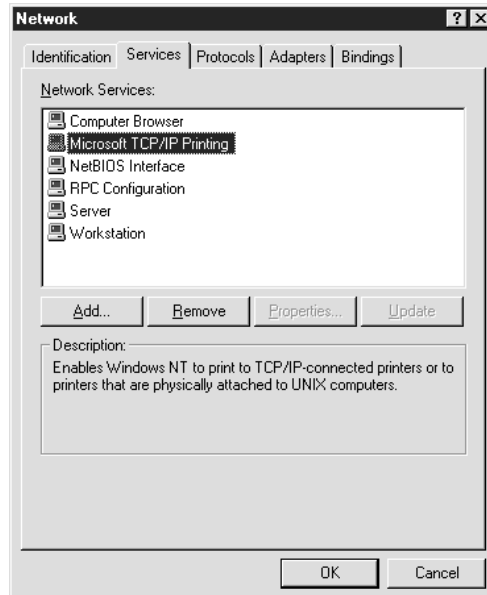 Network
Identification Services Protocols Adapters Bindings
Network Services:
Computer Browser
Microsoft TCP/IP Printing
NetBIOS Interface
RPC Configuration
Server
Workstation
Add... Remove Properties... Update
Description:
Enables Windows NT to print to TCP/IP-connected printers or to
printers that are physically attached to UNIX computers.
OK Cancel